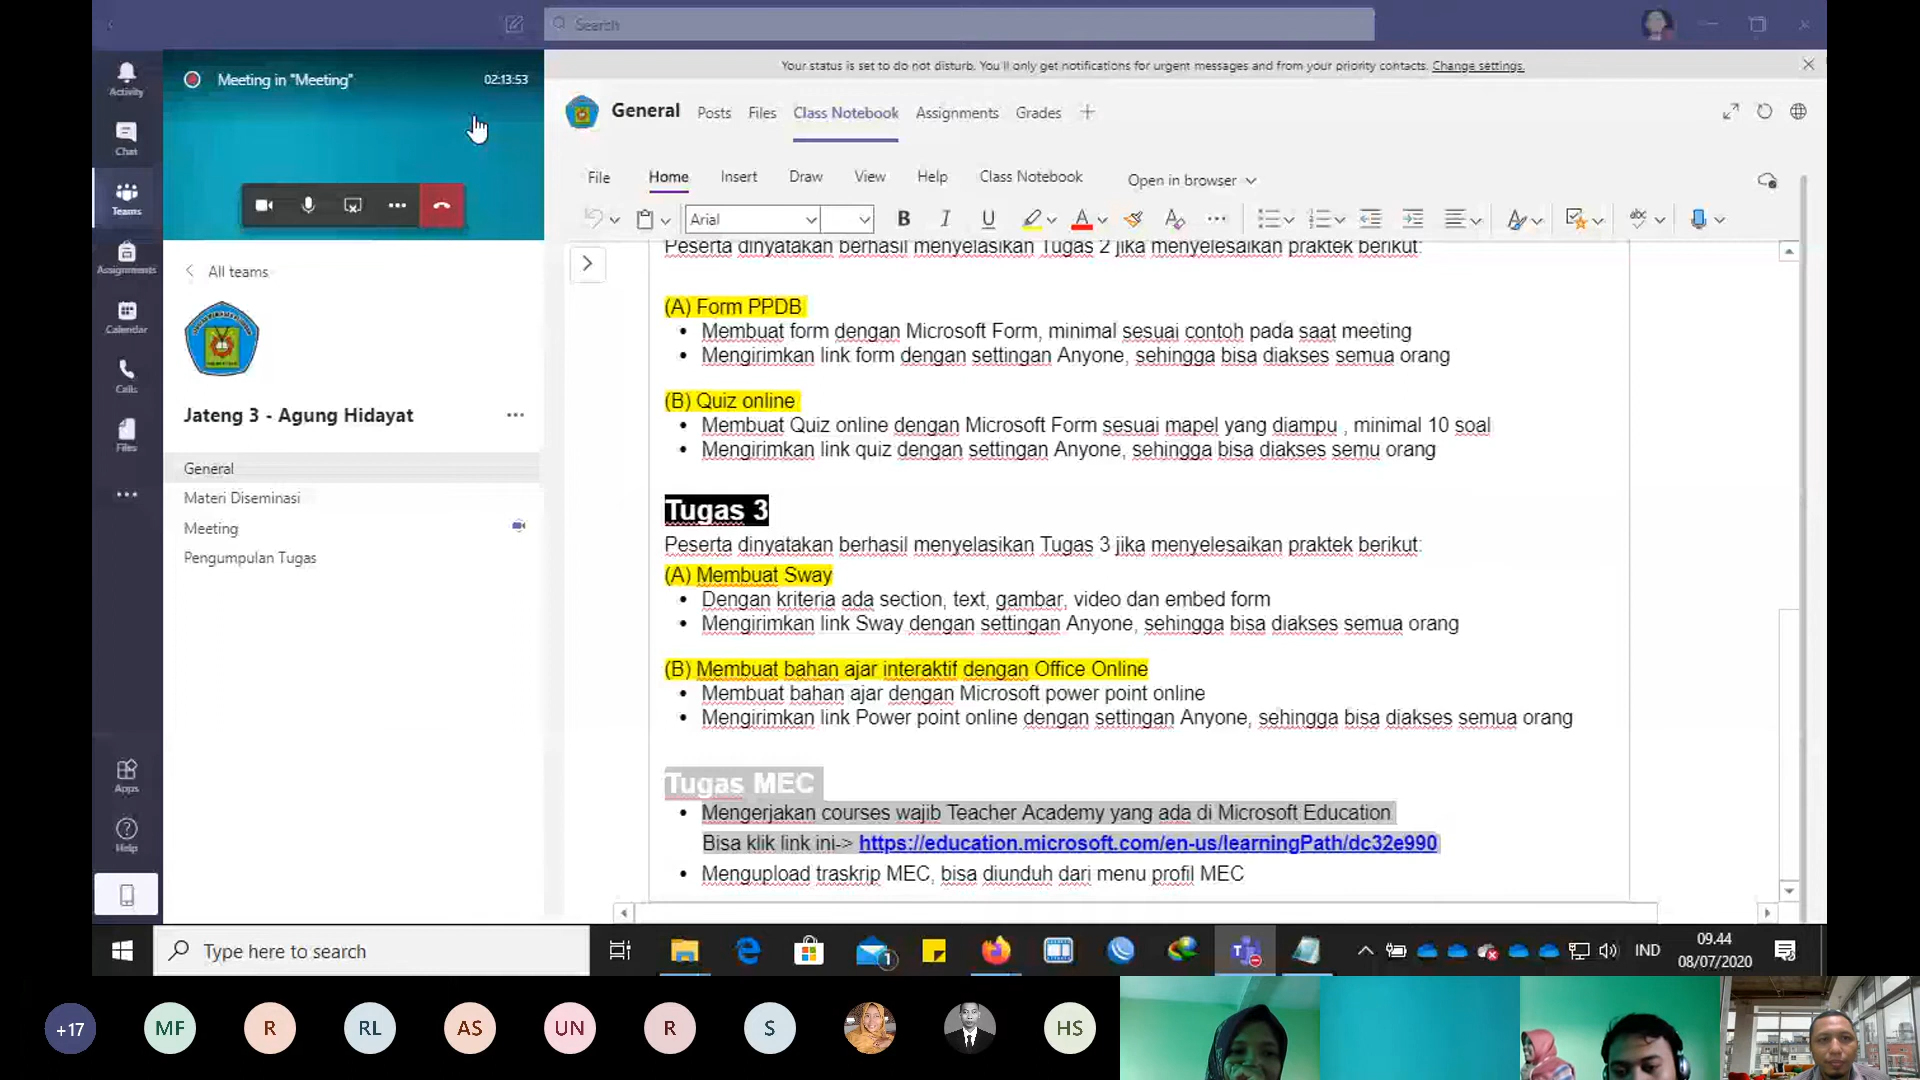 Search
Your status is set to do not disturb. You'll only get notifications for urgent messages and from your priority contacts. Change settings.
Activity
Chat
Teams
Assignments
Calendar
Calls
Files
Apps
Help
Meeting in "Meeting"
02:13:53
All teams
Jateng 3 - Agung Hidayat
General
Materi Diseminasi
Meeting
Pengumpulan Tugas
General Posts Files Class Notebook Assignments Grades
File Home Insert Draw View Help Class Notebook Open in browser
Arial
Peserta dinyatakan berhasil menyelasikan Tugas 2 jika menyelesaikan praktek berikut:
(A) Form PPDB
• Membuat form dengan Microsoft Form, minimal sesuai contoh pada saat meeting
• Mengirimkan link form dengan settingan Anyone, sehingga bisa diakses semua orang
(B) Quiz online
• Membuat Quiz online dengan Microsoft Form sesuai mapel yang diampu , minimal 10 soal
• Mengirimkan link quiz dengan settingan Anyone, sehingga bisa diakses semu orang
Tugas 3
Peserta dinyatakan berhasil menyelasikan Tugas 3 jika menyelesaikan praktek berikut:
(A) Membuat Sway
• Dengan kriteria ada section, text, gambar, video dan embed form
• Mengirimkan link Sway dengan settingan Anyone, sehingga bisa diakses semua orang
(B) Membuat bahan ajar interaktif dengan Office Online
• Membuat bahan ajar dengan Microsoft power point online
• Mengirimkan link Power point online dengan settingan Anyone, sehingga bisa diakses semua orang
Tugas MEC
• Mengerjakan courses wajib Teacher Academy yang ada di Microsoft Education
Bisa klik link ini-> https://education.microsoft.com/en-us/learningPath/dc32e990
• Mengupload traskrip MEC, bisa diunduh dari menu profil MEC
Type here to search
1
IND
09.44
08/07/2020
+17 MF R RL AS UN R S HS